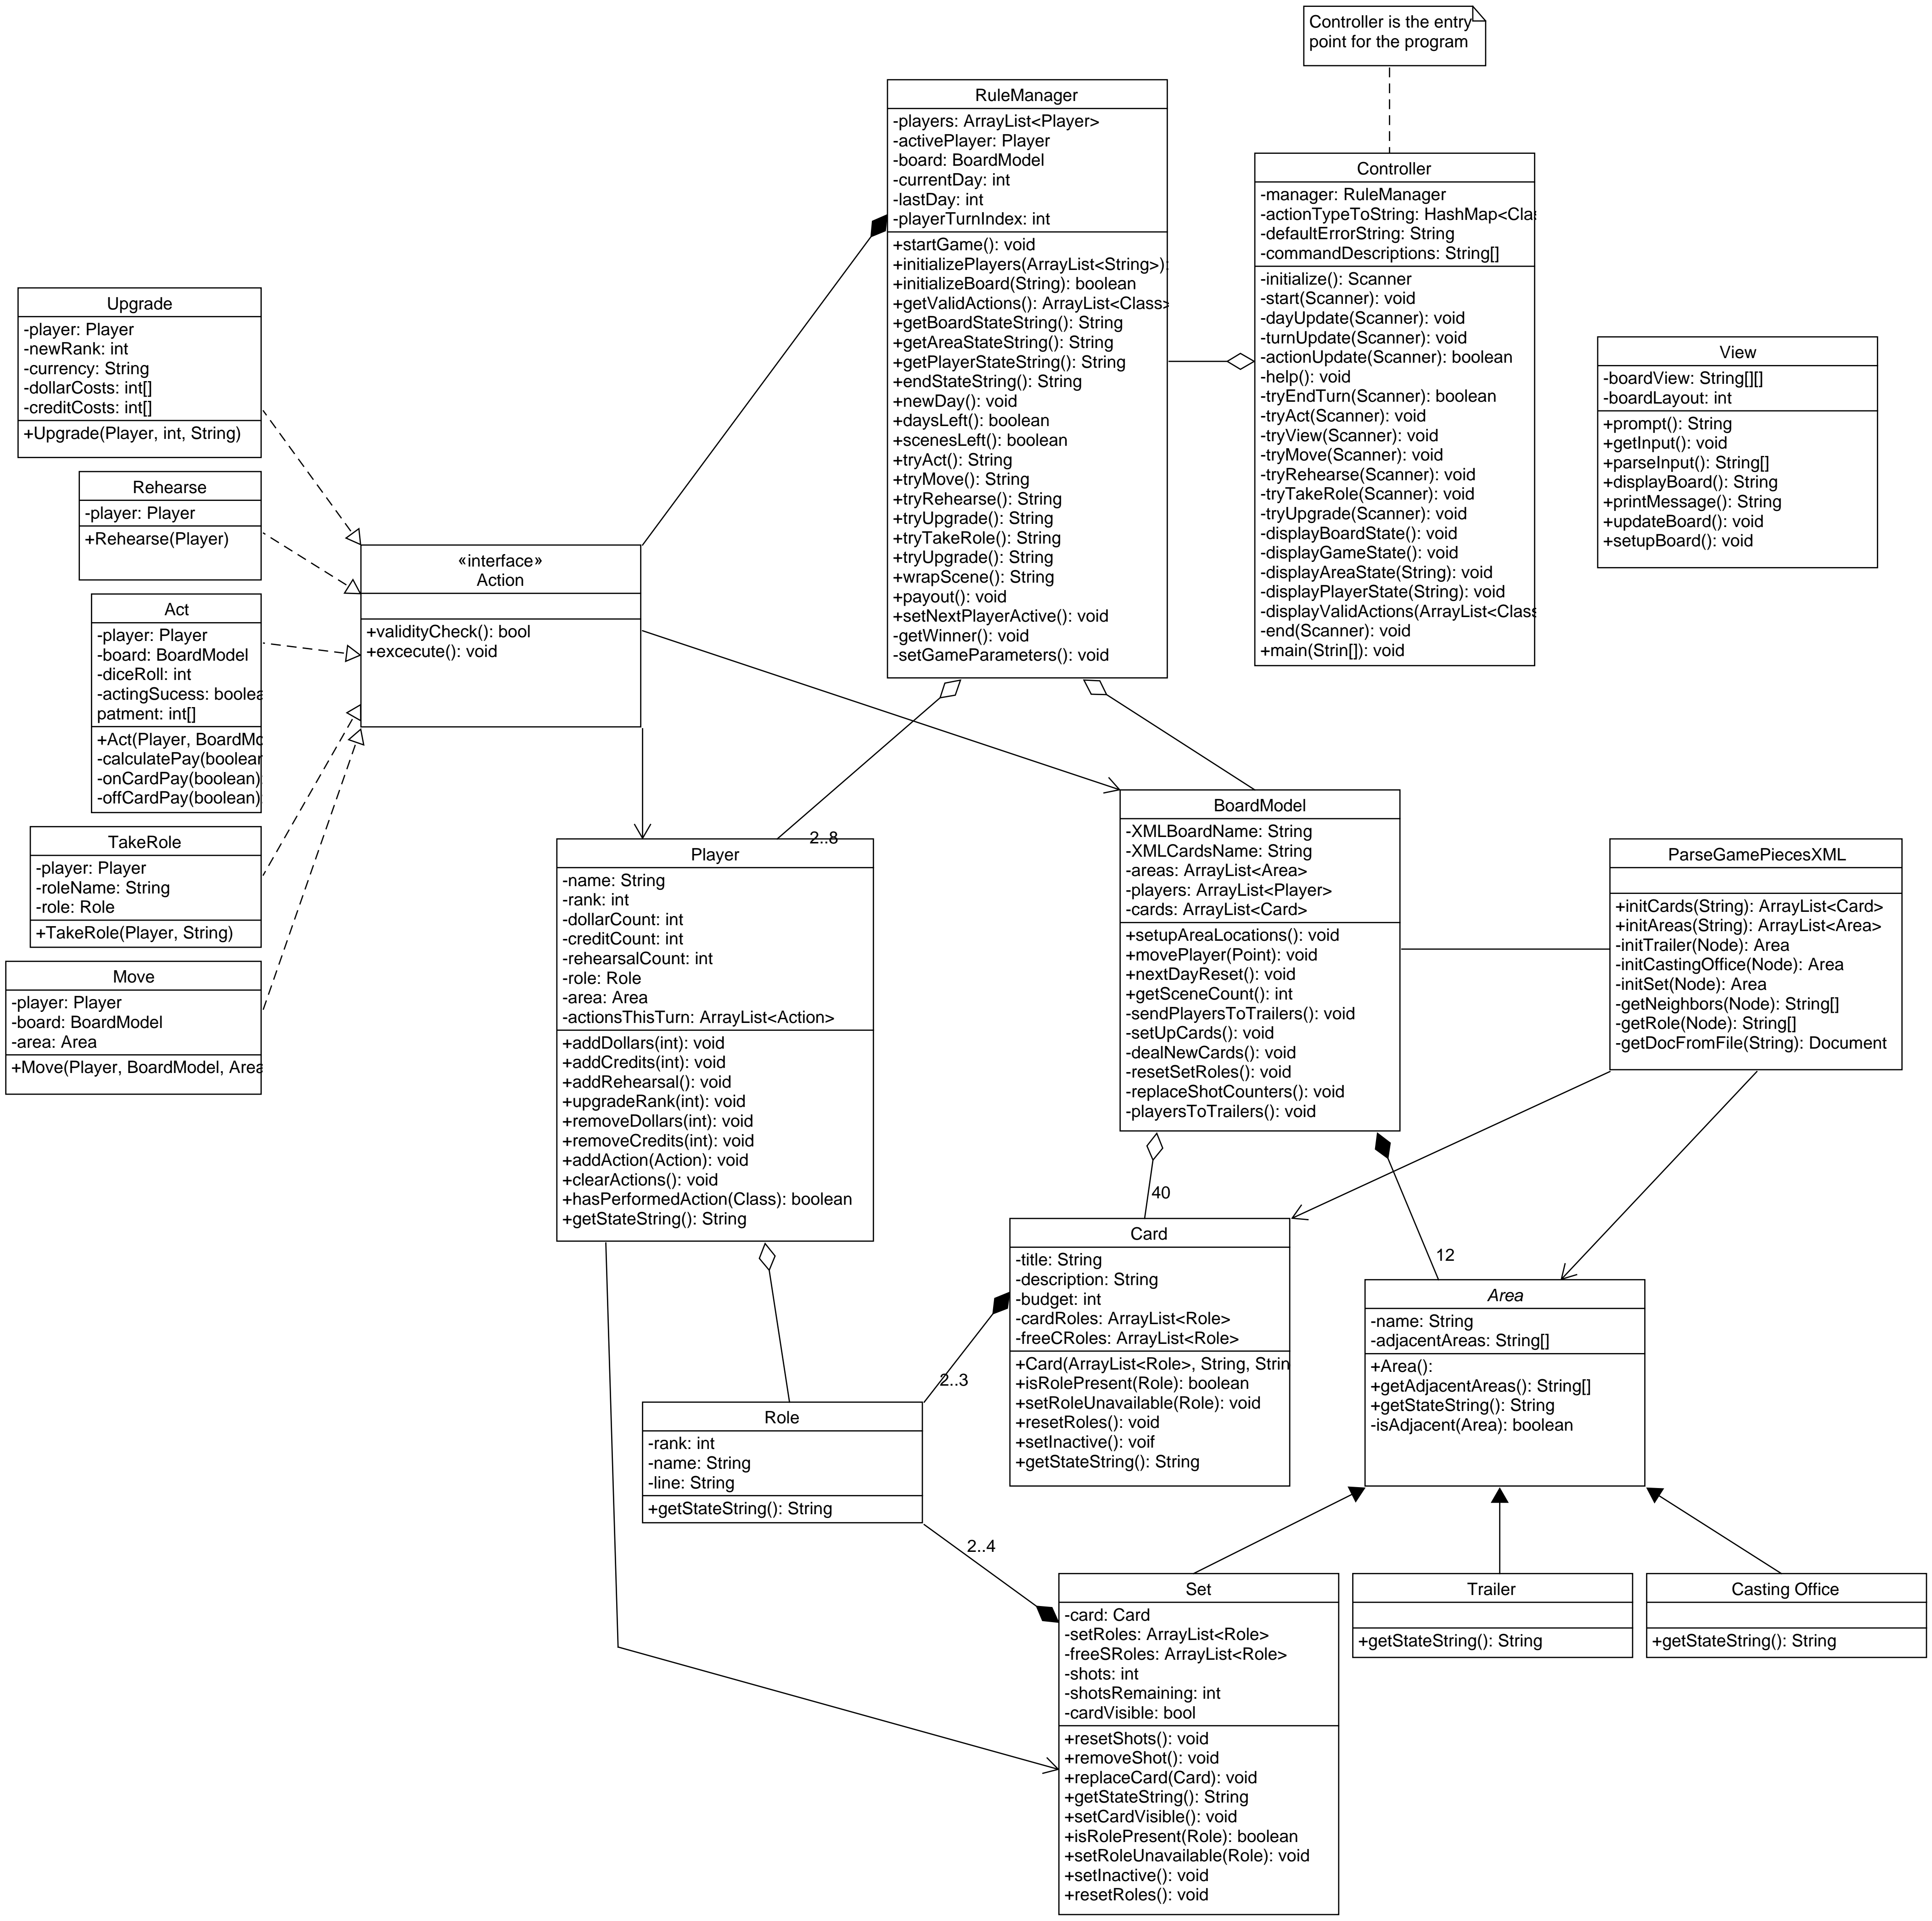 Controller is the entry
point for the program
RuleManager
-players: ArrayList<Player>
-activePlayer: Player
-board: BoardModel
-currentDay: int
-lastDay: int
-playerTurnIndex: int
+startGame(): void
+initializePlayers(ArrayList<String>):
+initializeBoard(String): boolean
+getValidActions(): ArrayList<Class>
+getBoardStateString(): String
+getAreaStateString(): String
+getPlayerStateString(): String
+endStateString(): String
+newDay(): void
+daysLeft(): boolean
+scenesLeft(): boolean
+tryAct(): String
+tryMove(): String
+tryRehearse(): String
+tryUpgrade(): String
+tryTakeRole(): String
+tryUpgrade(): String
+wrapScene(): String
+payout(): void
+setNextPlayerActive(): void
-getWinner(): void
-setGameParameters(): void
Controller
-manager: RuleManager
-actionTypeToString: HashMap<Clas
-defaultErrorString: String
-commandDescriptions: String[]
-initialize(): Scanner
-start(Scanner): void
-dayUpdate(Scanner): void
-turnUpdate(Scanner): void
-actionUpdate(Scanner): boolean
-help(): void
-tryEndTurn(Scanner): boolean
-tryAct(Scanner): void
-tryView(Scanner): void
-tryMove(Scanner): void
-tryRehearse(Scanner): void
-tryTakeRole(Scanner): void
-tryUpgrade(Scanner): void
-displayBoardState(): void
-displayGameState(): void
-displayAreaState(String): void
-displayPlayerState(String): void
-displayValidActions(ArrayList<Class
-end(Scanner): void
+main(Strin[]): void
View
-boardView: String[][]
-boardLayout: int
+prompt(): String
+getInput(): void
+parseInput(): String[]
+displayBoard(): String
+printMessage(): String
+updateBoard(): void
+setupBoard(): void
Upgrade
-player: Player
-newRank: int
-currency: String
-dollarCosts: int[]
-creditCosts: int[]
+Upgrade(Player, int, String)
Rehearse
-player: Player
+Rehearse(Player)
Act
-player: Player
-board: BoardModel
-diceRoll: int
-actingSucess: boolea
patment: int[]
+Act(Player, BoardMo
-calculatePay(boolean
-onCardPay(boolean)
-offCardPay(boolean)
TakeRole
-player: Player
-roleName: String
-role: Role
+TakeRole(Player, String)
Move
-player: Player
-board: BoardModel
-area: Area
+Move(Player, BoardModel, Area
«interface»
Action
+validityCheck(): bool
+excecute(): void
2..8
Player
-name: String
-rank: int
-dollarCount: int
-creditCount: int
-rehearsalCount: int
-role: Role
-area: Area
-actionsThisTurn: ArrayList<Action>
+addDollars(int): void
+addCredits(int): void
+addRehearsal(): void
+upgradeRank(int): void
+removeDollars(int): void
+removeCredits(int): void
+addAction(Action): void
+clearActions(): void
+hasPerformedAction(Class): boolean
+getStateString(): String
BoardModel
-XMLBoardName: String
-XMLCardsName: String
-areas: ArrayList<Area>
-players: ArrayList<Player>
-cards: ArrayList<Card>
+setupAreaLocations(): void
+movePlayer(Point): void
+nextDayReset(): void
+getSceneCount(): int
-sendPlayersToTrailers(): void
-setUpCards(): void
-dealNewCards(): void
-resetSetRoles(): void
-replaceShotCounters(): void
-playersToTrailers(): void
ParseGamePiecesXML
+initCards(String): ArrayList<Card>
+initAreas(String): ArrayList<Area>
-initTrailer(Node): Area
-initCastingOffice(Node): Area
-initSet(Node): Area
-getNeighbors(Node): String[]
-getRole(Node): String[]
-getDocFromFile(String): Document
40
12
Card
-title: String
-description: String
-budget: int
-cardRoles: ArrayList<Role>
-freeCRoles: ArrayList<Role>
+Card(ArrayList<Role>, String, Strin
+isRolePresent(Role): boolean
+setRoleUnavailable(Role): void
+resetRoles(): void
+setInactive(): voif
+getStateString(): String
Area
-name: String
-adjacentAreas: String[]
+Area():
+getAdjacentAreas(): String[]
+getStateString(): String
-isAdjacent(Area): boolean
2..3
Role
-rank: int
-name: String
-line: String
+getStateString(): String
2..4
Set
-card: Card
-setRoles: ArrayList<Role>
-freeSRoles: ArrayList<Role>
-shots: int
-shotsRemaining: int
-cardVisible: bool
+resetShots(): void
+removeShot(): void
+replaceCard(Card): void
+getStateString(): String
+setCardVisible(): void
+isRolePresent(Role): boolean
+setRoleUnavailable(Role): void
+setInactive(): void
+resetRoles(): void
Trailer
+getStateString(): String
Casting Office
+getStateString(): String